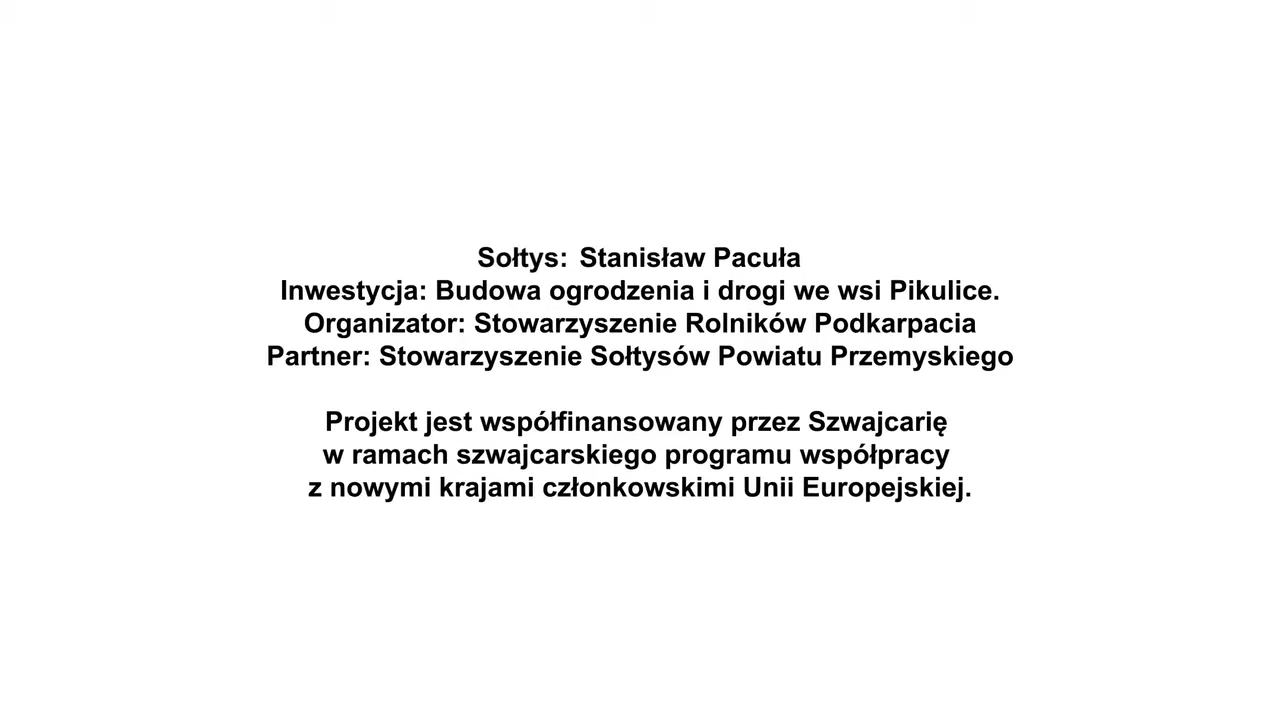 Sołtys: Stanisław Pacuła
Inwestycja: Budowa ogrodzenia i drogi we wsi Pikulice.
Organizator: Stowarzyszenie Rolników Podkarpacia
Partner: Stowarzyszenie Sołtysów Powiatu Przemyskiego
Projekt jest współfinansowany przez Szwajcarię
w ramach szwajcarskiego programu współpracy
z nowymi krajami członkowskimi Unii Europejskiej.